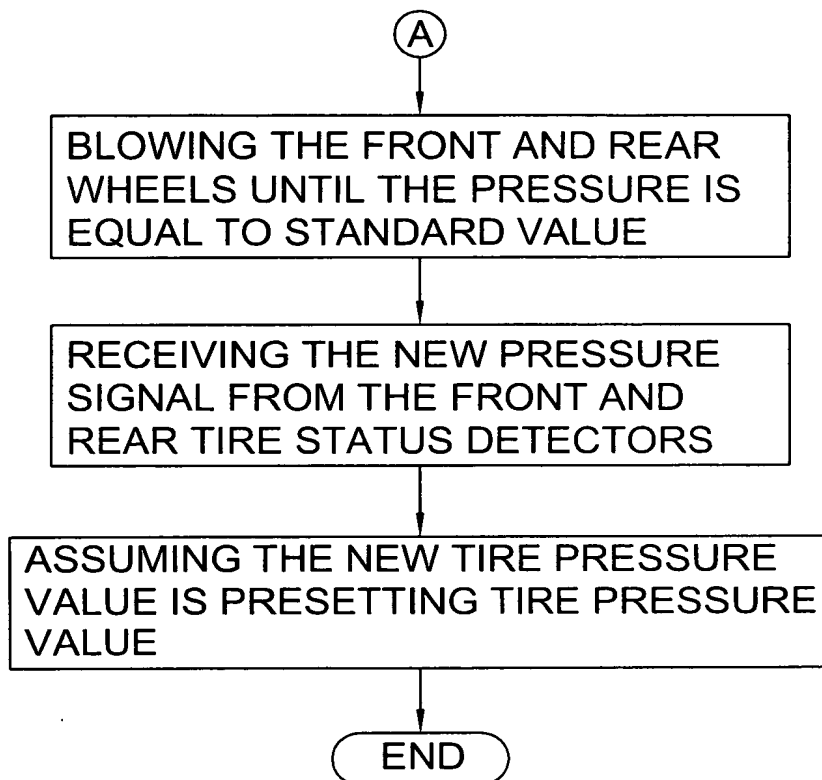 A
BLOWING THE FRONT AND REAR
WHEELS UNTIL THE PRESSURE IS
EQUAL TO STANDARD VALUE
RECEIVING THE NEW PRESSURE
SIGNAL FROM THE FRONT AND
REAR TIRE STATUS DETECTORS
ASSUMING THE NEW TIRE PRESSURE
VALUE IS PRESETTING TIRE PRESSURE
VALUE
END